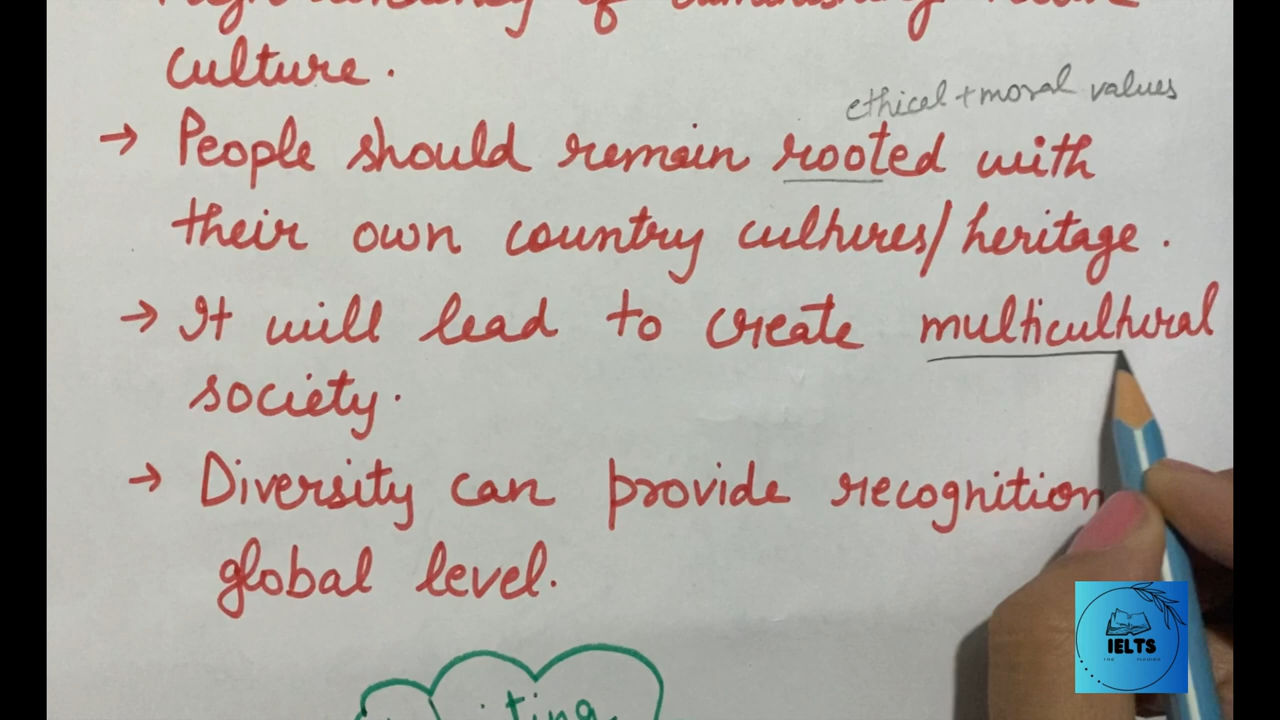 culture.
ethical + moral values
→ People should remain rooted with
their own country cultures/heritage.
→ It will lead to create multicultural
society.
→ Diversity can provide recognition
global level.
IELTS